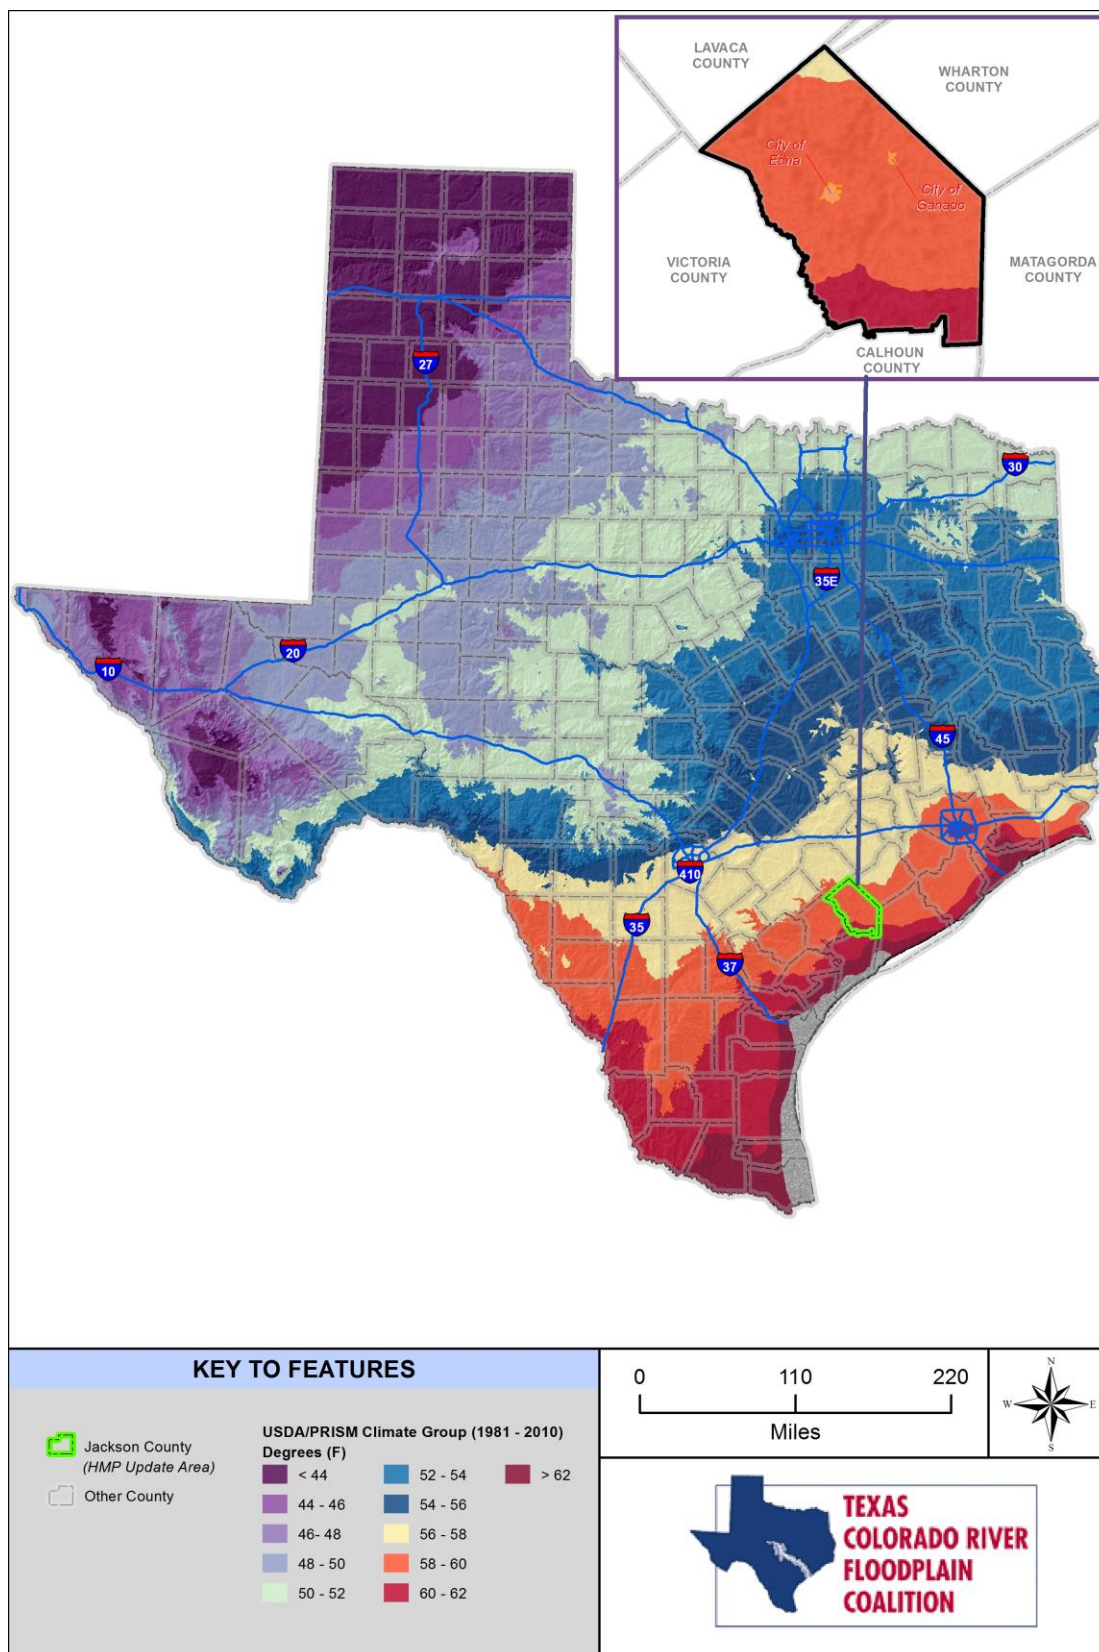 LAVACA
COUNTY
WHARTON
COUNTY
City of
Edna
City of
Ganado
VICTORIA
COUNTY
MATAGORDA
COUNTY
CALHOUN
COUNTY
27
30
35E
20
10
45
410
35
37
KEY TO FEATURES
Jackson County
(HMP Update Area)
Other County
USDA/PRISM Climate Group (1981 - 2010)
Degrees (F)
< 44
44 - 46
46- 48
48 - 50
50 - 52
52 - 54
54 - 56
56 - 58
58 - 60
60 - 62
> 62
0 110 220
Miles
N
W E
S
TEXAS
COLORADO RIVER
FLOODPLAIN
COALITION